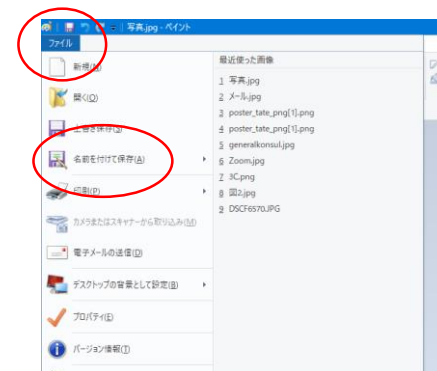 写真.jpg - ペイント
ファイル
新規(N)
開く(O)
上書き保存(S)
名前を付けて保存(A)
印刷(P)
カメラまたはスキャナーから取り込み(M)
電子メールの送信(D)
デスクトップの背景として設定(B)
プロパティ(E)
バージョン情報(T)
最近使った画像
1 写真.jpg
2 メール.jpg
3 poster_tate_png[1].png
4 poster_tate_png[1].png
5 generalkonsul.jpg
6 Zoom.jpg
7 3C.png
8 図2.jpg
9 DSCF6570.JPG